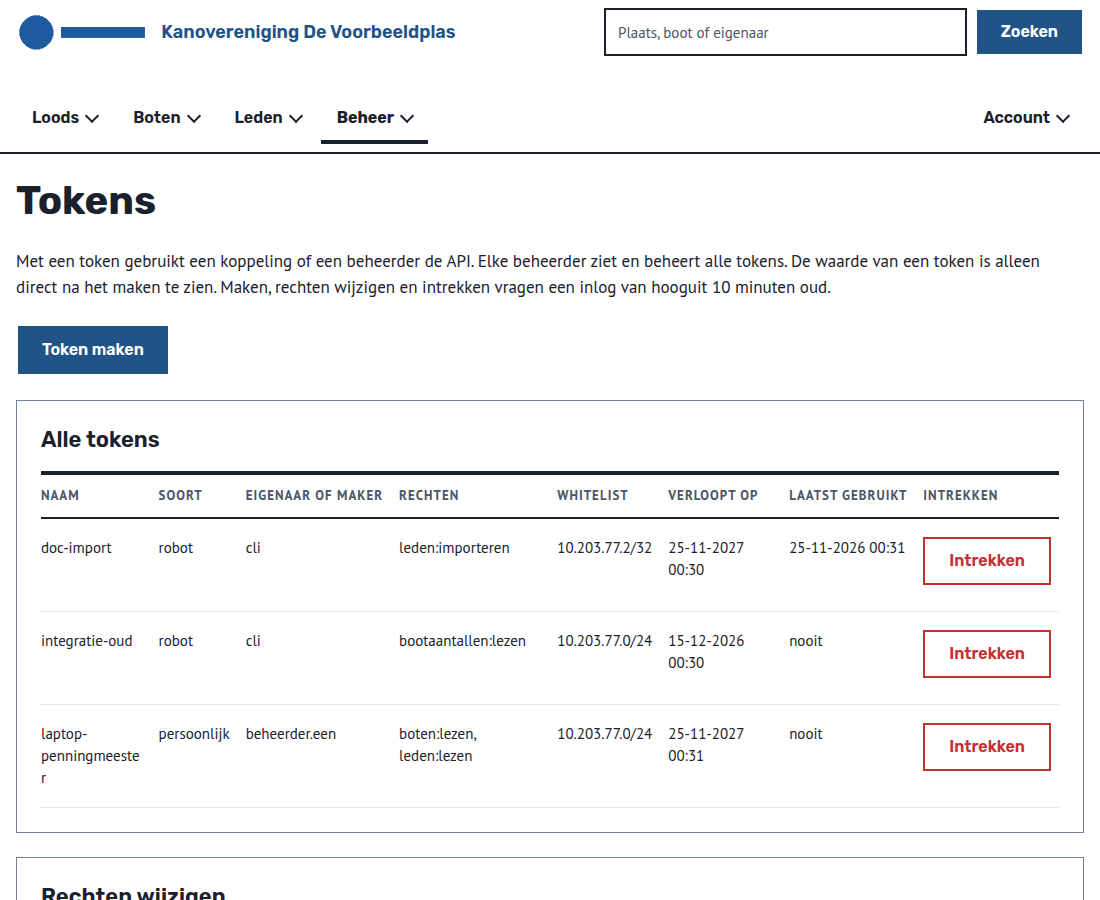 Kanovereniging De Voorbeeldplas
Plaats, boot of eigenaar
Zoeken
Loods
Boten
Leden
Beheer
Account
Tokens
Met een token gebruikt een koppeling of een beheerder de API. Elke beheerder ziet en beheert alle tokens. De waarde van een token is alleen
direct na het maken te zien. Maken, rechten wijzigen en intrekken vragen een inlog van hooguit 10 minuten oud.
Token maken
Alle tokens
NAAM SOORT EIGENAAR OF MAKER RECHTEN WHITELIST VERLOOPT OP LAATST GEBRUIKT INTREKKEN
doc-import robot cli leden:importeren 10.203.77.2/32 25-11-2027 25-11-2026 00:31 Intrekken
00:30
integratie-oud robot cli bootaantallen:lezen 10.203.77.0/24 15-12-2026 nooit Intrekken
00:30
laptop- persoonlijk beheerder.een boten:lezen, 10.203.77.0/24 25-11-2027 nooit Intrekken
penningmeeste leden:lezen 00:31
r
Rechten wijzigen